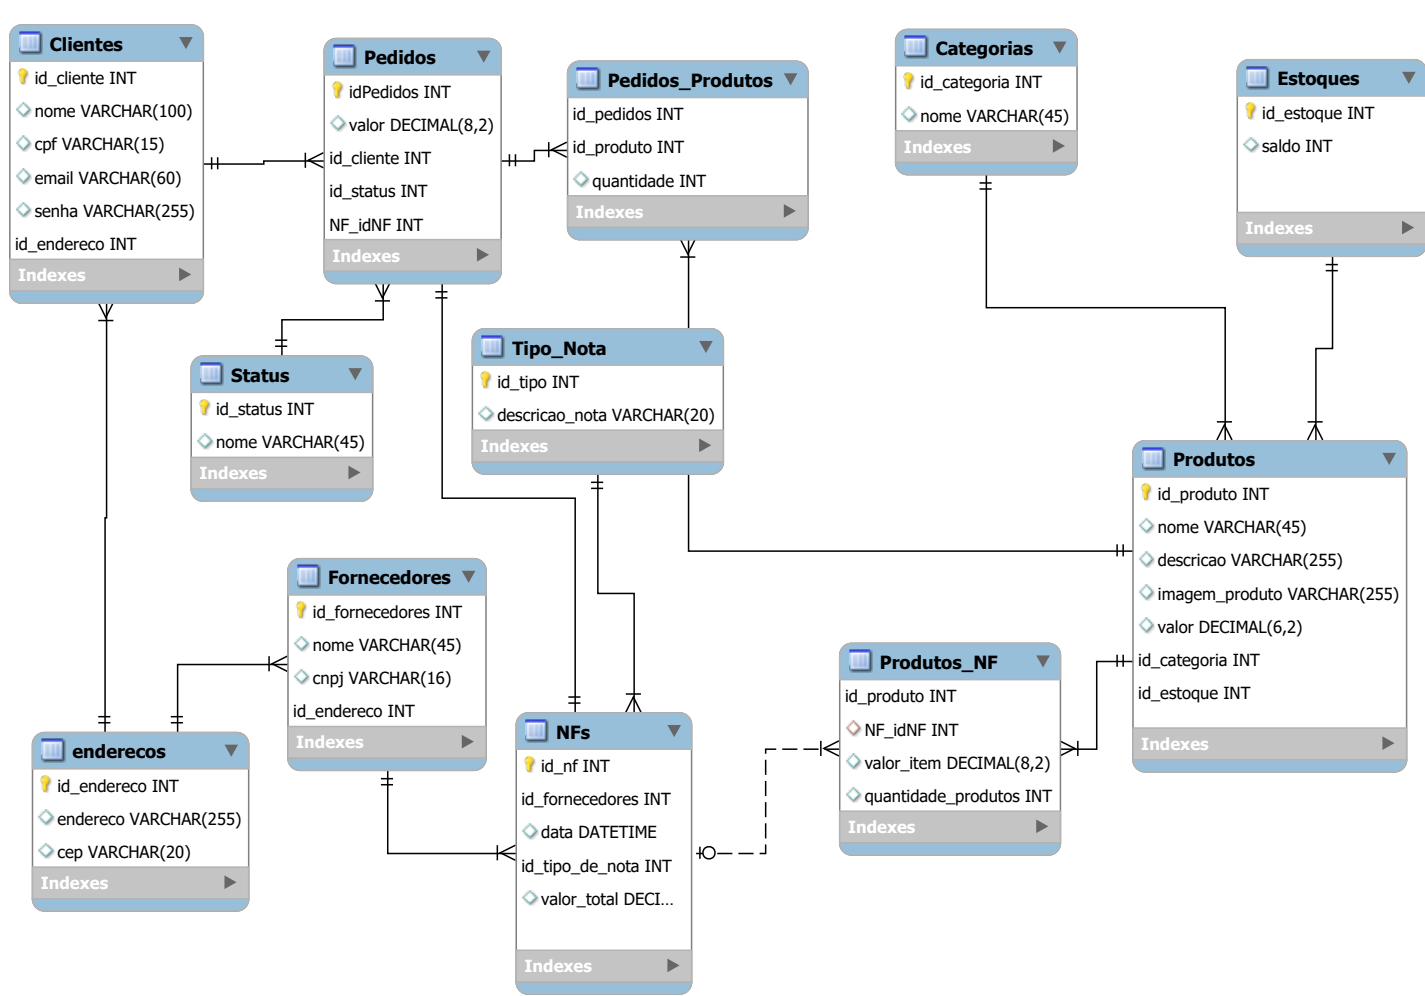 Clientes
id_cliente INT
nome VARCHAR(100)
cpf VARCHAR(15)
email VARCHAR(60)
senha VARCHAR(255)
id_endereco INT
Indexes
Pedidos
idPedidos INT
valor DECIMAL(8,2)
id_cliente INT
id_status INT
NF_idNF INT
Indexes
Pedidos_Produtos
id_pedidos INT
id_produto INT
quantidade INT
Indexes
Categorias
id_categoria INT
nome VARCHAR(45)
Indexes
Estoques
id_estoque INT
saldo INT
Indexes
Status
id_status INT
nome VARCHAR(45)
Indexes
Tipo_Nota
id_tipo INT
descricao_nota VARCHAR(20)
Indexes
Produtos
id_produto INT
nome VARCHAR(45)
descricao VARCHAR(255)
imagem_produto VARCHAR(255)
valor DECIMAL(6,2)
id_categoria INT
id_estoque INT
Indexes
Fornecedores
id_fornecedores INT
nome VARCHAR(45)
cnpj VARCHAR(16)
id_endereco INT
Indexes
Produtos_NF
id_produto INT
NF_idNF INT
valor_item DECIMAL(8,2)
quantidade_produtos INT
Indexes
enderecos
id_endereco INT
endereco VARCHAR(255)
cep VARCHAR(20)
Indexes
NFs
id_nf INT
id_fornecedores INT
data DATETIME
id_tipo_de_nota INT
valor_total DECI...
Indexes